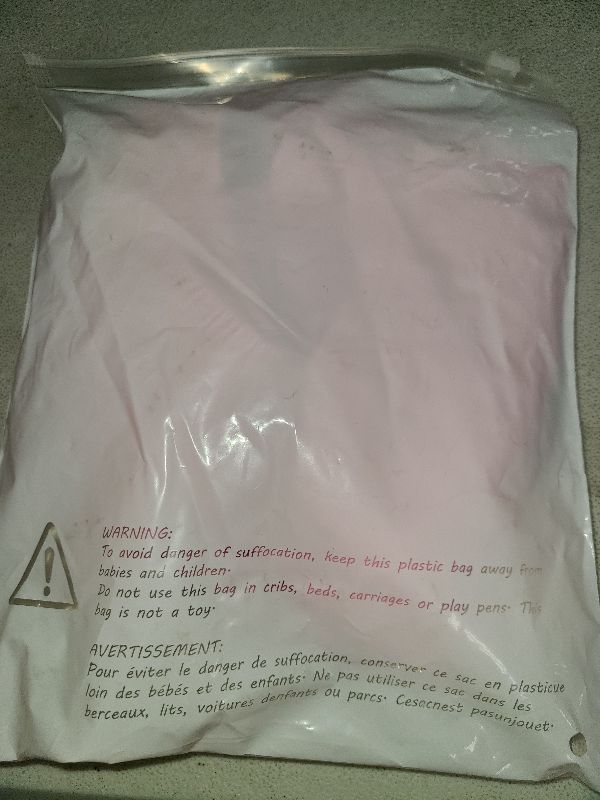 WARNING:
To avoid danger of suffocation, keep this plastic bag away from
babies and children.
Do not use this bag in cribs, beds, carriages or play pens. This
bag is not a toy.
AVERTISSEMENT:
Pour éviter le danger de suffocation, conserver ce sac en plasticue
loin des bébés et des enfants. Ne pas utiliser ce sac dans les
berceaux, lits, voitures denfants ou parcs. Cesacnest pasunjouet.